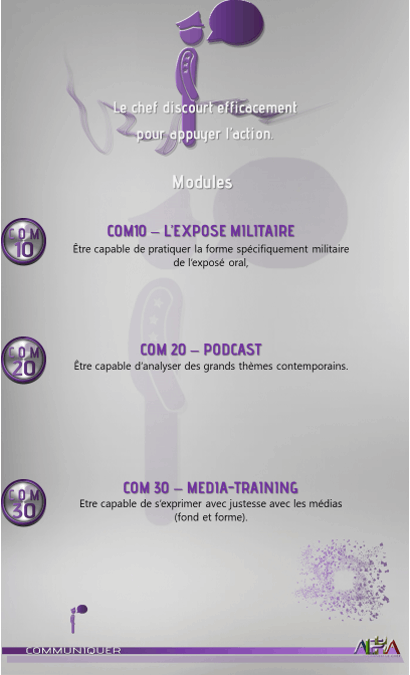 Le chef discourt efficacement
pour appuyer l'action.
Modules
COM
10
COM10 – L'EXPOSE MILITAIRE
Être capable de pratiquer la forme spécifiquement militaire
de l'exposé oral,
COM
20
COM 20 – PODCAST
Être capable d'analyser des grands thèmes contemporains.
COM
30
COM 30 – MEDIA-TRAINING
Etre capable de s'exprimer avec justesse avec les médias
(fond et forme).
COMMUNIQUER